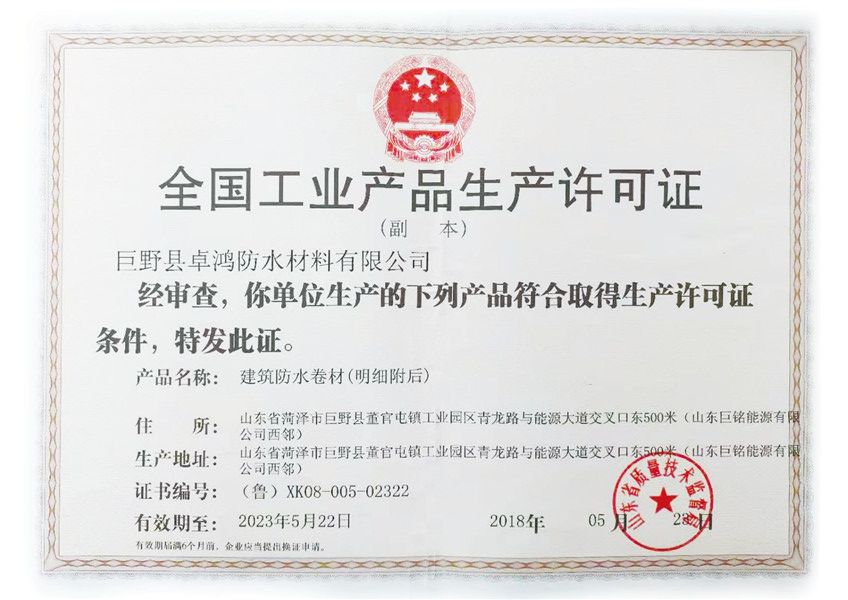 全国工业产品生产许可证
（副 本）
巨野县卓鸿防水材料有限公司
经审查，你单位生产的下列产品符合取得生产许可证
条件，特发此证。
产品名称： 建筑防水卷材(明细附后)
住 所： 山东省菏泽市巨野县董官屯镇工业园区青龙路与能源大道交叉口东500米（山东巨铭能源有限
公司西邻）
生产地址： 山东省菏泽市巨野县董官屯镇工业园区青龙路与能源大道交叉口东500米（山东巨铭能源有限
公司西邻）
证书编号： （鲁）XK08-005-02322
有效期至： 2023年5月22日 2018年 05 月 23日
有效期届满6个月前，企业应当提出换证申请。
山东省质量技术监督局